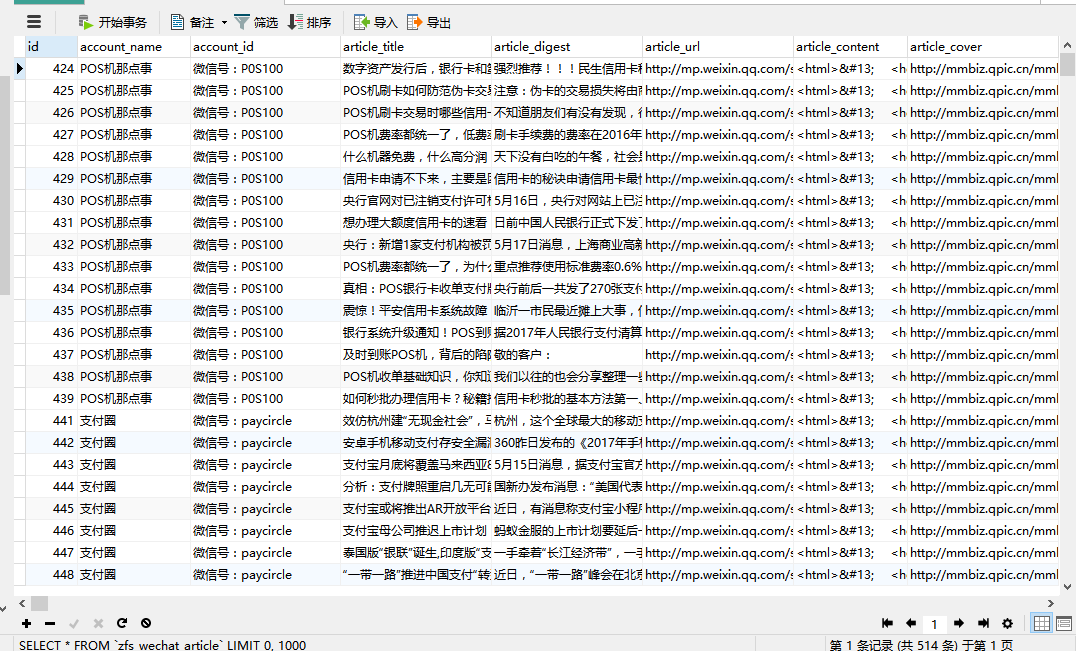 开始事务 备注 筛选 排序 导入 导出
id account_name account_id article_title article_digest article_url article_content article_cover
424 POS机那点事 微信号：P0S100 数字资产发行后，银行卡和 强烈推荐！！！民生信用卡 http://mp.weixin.qq.com/s <html>&#13; <h http://mmbiz.qpic.cn/mml
425 POS机那点事 微信号：P0S100 POS机刷卡如何防范伪卡交 注意：伪卡的交易损失将由 http://mp.weixin.qq.com/s <html>&#13; <h http://mmbiz.qpic.cn/mml
426 POS机那点事 微信号：P0S100 POS机刷卡交易时哪些信用 不知道朋友们有没有发现， http://mp.weixin.qq.com/s <html>&#13; <h http://mmbiz.qpic.cn/mml
427 POS机那点事 微信号：P0S100 POS机费率都统一了，低费 刷卡手续费的费率在2016年 http://mp.weixin.qq.com/s <html>&#13; <h http://mmbiz.qpic.cn/mml
428 POS机那点事 微信号：P0S100 什么机器免费，什么高分润 天下没有白吃的午餐，社会 http://mp.weixin.qq.com/s <html>&#13; <h http://mmbiz.qpic.cn/mml
429 POS机那点事 微信号：P0S100 信用卡申请不下来，主要是 信用卡的秘诀申请信用卡最 http://mp.weixin.qq.com/s <html>&#13; <h http://mmbiz.qpic.cn/mml
430 POS机那点事 微信号：P0S100 央行官网对已注销支付许可 5月16日，央行对网站上已 http://mp.weixin.qq.com/s <html>&#13; <h http://mmbiz.qpic.cn/mml
431 POS机那点事 微信号：P0S100 想办理大额度信用卡的速看 日前中国人民银行正式下发 http://mp.weixin.qq.com/s <html>&#13; <h http://mmbiz.qpic.cn/mml
432 POS机那点事 微信号：P0S100 央行：新增1家支付机构被罚 5月17日消息，上海商业高 http://mp.weixin.qq.com/s <html>&#13; <h http://mmbiz.qpic.cn/mml
433 POS机那点事 微信号：P0S100 POS机费率都统一了，为什 重点推荐使用标准费率0.6% http://mp.weixin.qq.com/s <html>&#13; <h http://mmbiz.qpic.cn/mml
434 POS机那点事 微信号：P0S100 真相：POS银行卡收单支付 央行前后一共发了270张支付 http://mp.weixin.qq.com/s <html>&#13; <h http://mmbiz.qpic.cn/mml
435 POS机那点事 微信号：P0S100 震惊！平安信用卡系统故障 临沂一市民最近摊上大事， http://mp.weixin.qq.com/s <html>&#13; <h http://mmbiz.qpic.cn/mml
436 POS机那点事 微信号：P0S100 银行系统升级通知！POS到 据2017年人民银行支付清算 http://mp.weixin.qq.com/s <html>&#13; <h http://mmbiz.qpic.cn/mml
437 POS机那点事 微信号：P0S100 及时到账POS机，背后的陷 敬的客户： http://mp.weixin.qq.com/s <html>&#13; <h http://mmbiz.qpic.cn/mml
438 POS机那点事 微信号：P0S100 POS机收单基础知识，你知 我们以往的也会分享整理一 http://mp.weixin.qq.com/s <html>&#13; <h http://mmbiz.qpic.cn/mml
439 POS机那点事 微信号：P0S100 如何秒批办理信用卡？秘籍 信用卡秒批的基本方法第一、 http://mp.weixin.qq.com/s <html>&#13; <h http://mmbiz.qpic.cn/mml
441 支付圈 微信号：paycircle 效仿杭州建“无现金社会”， 杭州，这个全球最大的移动 http://mp.weixin.qq.com/s <html>&#13; <h http://mmbiz.qpic.cn/mml
442 支付圈 微信号：paycircle 安卓手机移动支付存安全漏 360昨日发布的《2017年手 http://mp.weixin.qq.com/s <html>&#13; <h http://mmbiz.qpic.cn/mml
443 支付圈 微信号：paycircle 支付宝月底将覆盖马来西亚 5月15日消息，据支付宝官方 http://mp.weixin.qq.com/s <html>&#13; <h http://mmbiz.qpic.cn/mml
444 支付圈 微信号：paycircle 分析：支付牌照重启几无可 国新办发布消息：“美国代表 http://mp.weixin.qq.com/s <html>&#13; <h http://mmbiz.qpic.cn/mml
445 支付圈 微信号：paycircle 支付宝或将推出AR开放平台 近日，有消息称支付宝小程 http://mp.weixin.qq.com/s <html>&#13; <h http://mmbiz.qpic.cn/mml
446 支付圈 微信号：paycircle 支付宝母公司推迟上市计划 蚂蚁金服的上市计划要延后 http://mp.weixin.qq.com/s <html>&#13; <h http://mmbiz.qpic.cn/mml
447 支付圈 微信号：paycircle 泰国版“银联”诞生,印度版“支 一手牵着“长江经济带”，一手 http://mp.weixin.qq.com/s <html>&#13; <h http://mmbiz.qpic.cn/mml
448 支付圈 微信号：paycircle “一带一路”推进中国支付“转 近日，“一带一路”峰会在北京 http://mp.weixin.qq.com/s <html>&#13; <h http://mmbiz.qpic.cn/mml
1
SELECT * FROM `zfs_wechat_article` LIMIT 0, 1000 第 1 条记录 (共 514 条) 于第 1 页